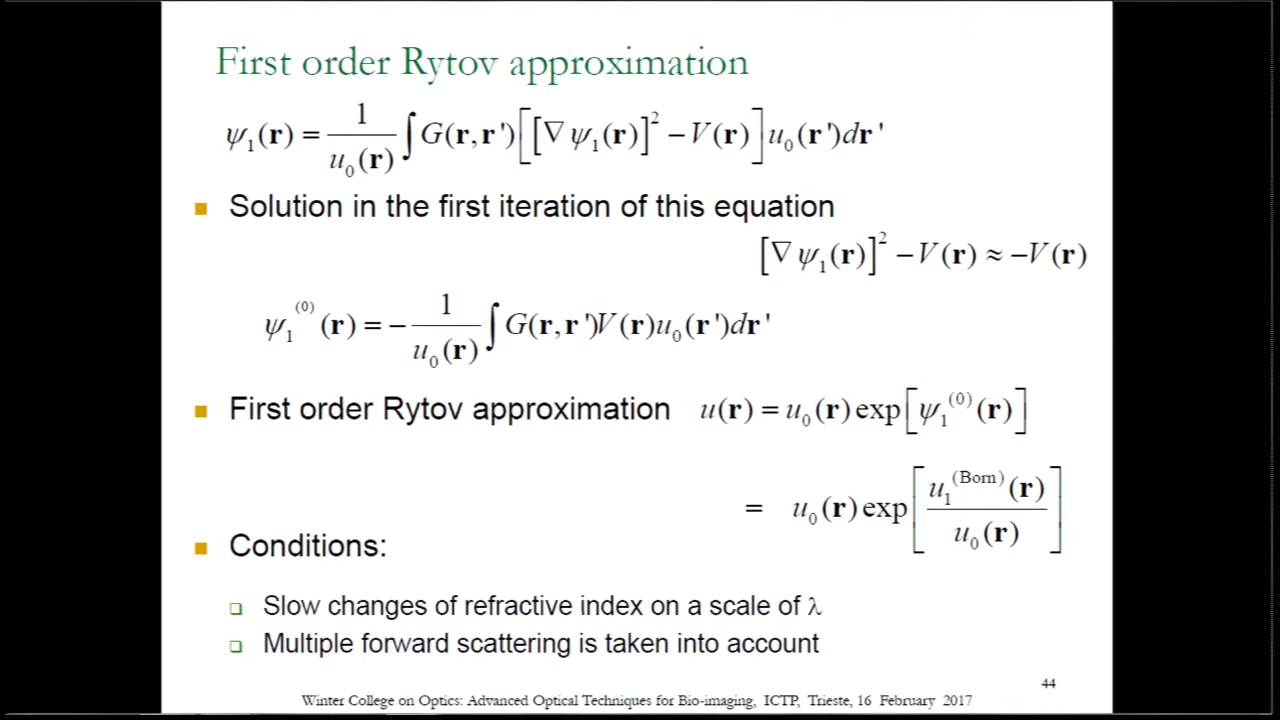 First order Rytov approximation
ψ₁(r) = 1/u₀(r) ∫ G(r,r')[[∇ψ₁(r)]² − V(r)]u₀(r')dr'
Solution in the first iteration of this equation
[∇ψ₁(r)]² − V(r) ≈ −V(r)
ψ₁⁽⁰⁾(r) = − 1/u₀(r) ∫ G(r,r')V(r)u₀(r')dr'
First order Rytov approximation u(r) = u₀(r)exp[ψ₁⁽⁰⁾(r)]
= u₀(r)exp[u₁^(Born)(r)/u₀(r)]
Conditions:
Slow changes of refractive index on a scale of λ
Multiple forward scattering is taken into account
44
Winter College on Optics: Advanced Optical Techniques for Bio-imaging, ICTP, Trieste, 16 February 2017